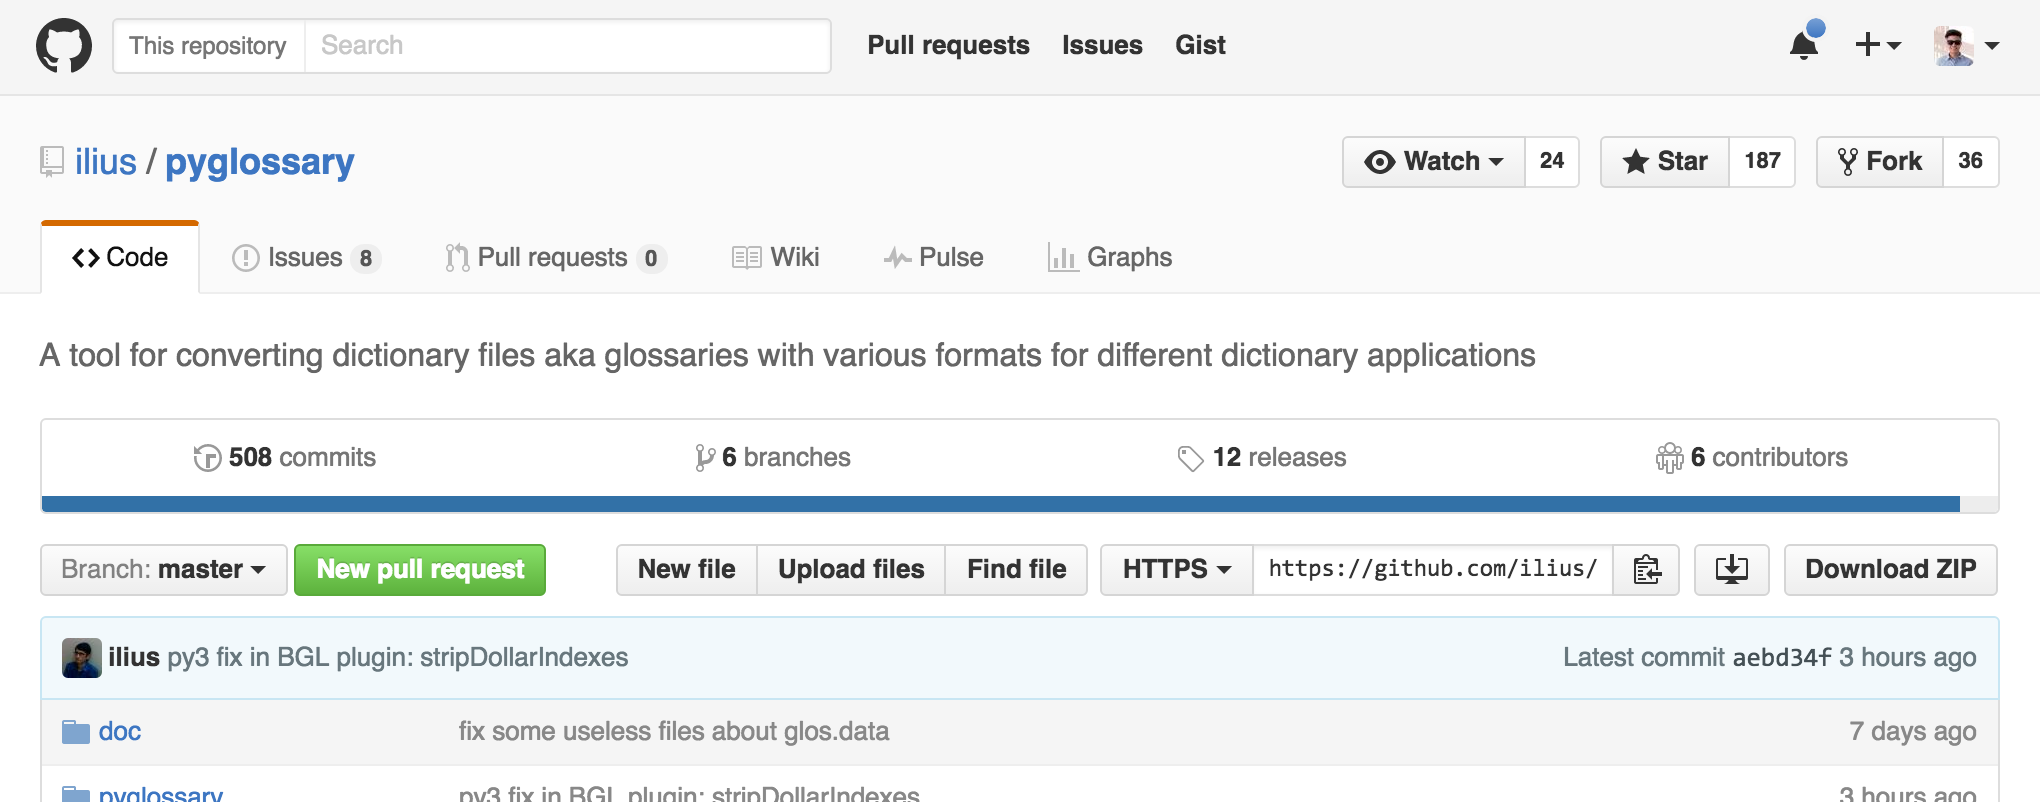 This repository Search Pull requests Issues Gist
ilius / pyglossary Watch 24 Star 187 Fork 36
Code Issues 8 Pull requests 0 Wiki Pulse Graphs
A tool for converting dictionary files aka glossaries with various formats for different dictionary applications
508 commits 6 branches 12 releases 6 contributors
Branch: master New pull request New file Upload files Find file HTTPS https://github.com/ilius/ Download ZIP
ilius py3 fix in BGL plugin: stripDollarIndexes Latest commit aebd34f 3 hours ago
doc fix some useless files about glos.data 7 days ago
pyglossary py3 fix in BGL plugin: stripDollarIndexes 3 hours ago